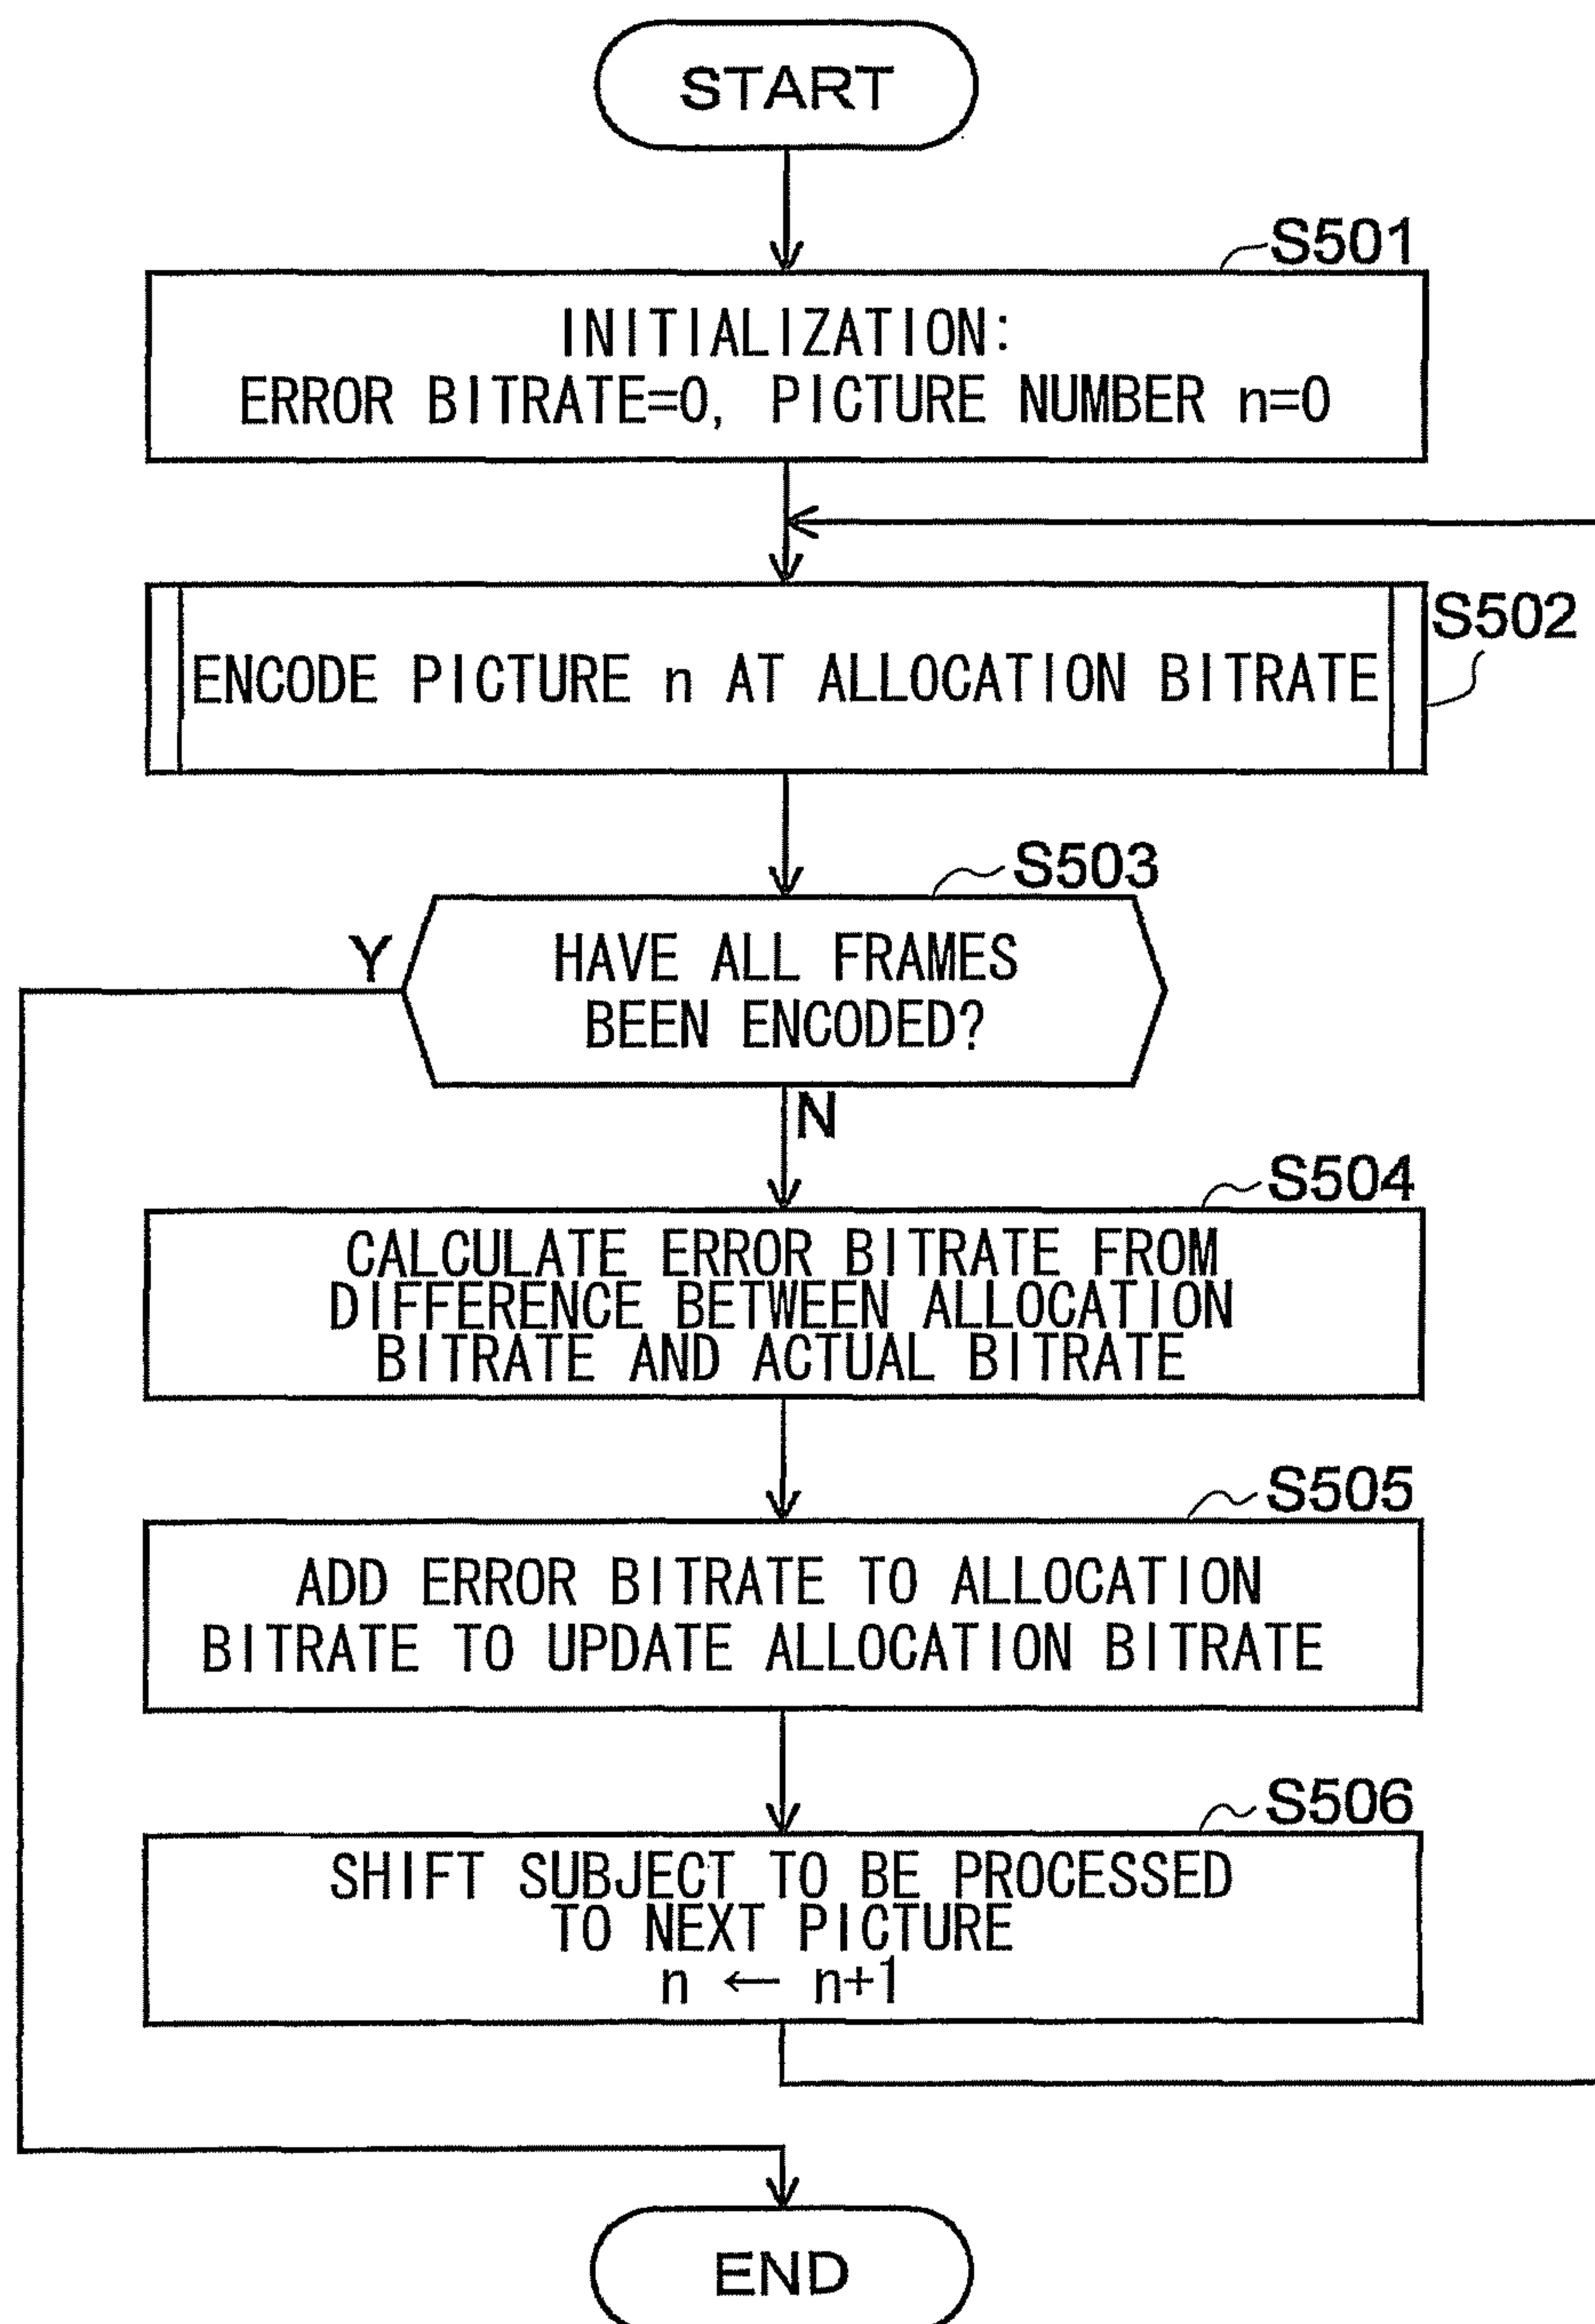 START
S501
INITIALIZATION:
ERROR BITRATE=0, PICTURE NUMBER n=0
S502
ENCODE PICTURE n AT ALLOCATION BITRATE
S503
Y
HAVE ALL FRAMES
BEEN ENCODED?
N
S504
CALCULATE ERROR BITRATE FROM
DIFFERENCE BETWEEN ALLOCATION
BITRATE AND ACTUAL BITRATE
S505
ADD ERROR BITRATE TO ALLOCATION
BITRATE TO UPDATE ALLOCATION BITRATE
S506
SHIFT SUBJECT TO BE PROCESSED
TO NEXT PICTURE
n ← n+1
END